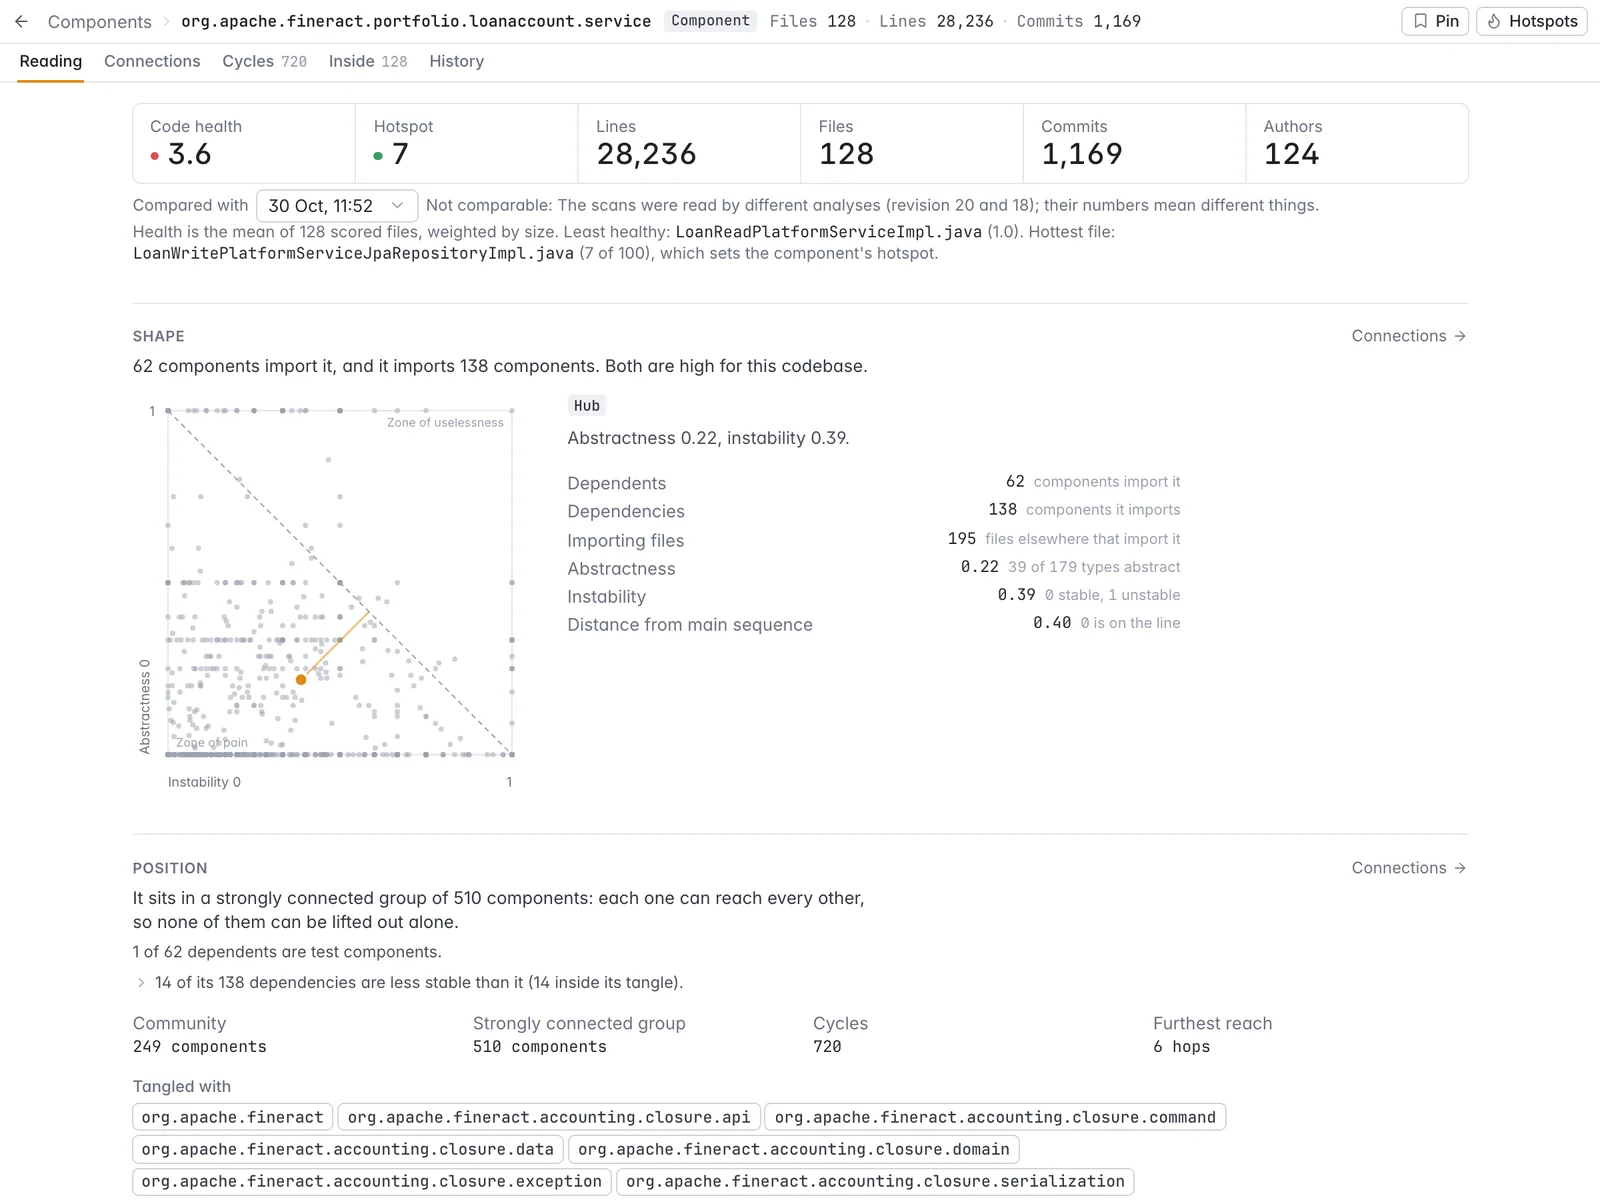 Components > org.apache.fineract.portfolio.loanaccount.service Component Files 128 · Lines 28,236 · Commits 1,169 Pin Hotspots
Reading Connections Cycles 720 Inside 128 History
Code health Hotspot Lines Files Commits Authors
3.6 7 28,236 128 1,169 124
Compared with 30 Oct, 11:52 Not comparable: The scans were read by different analyses (revision 20 and 18); their numbers mean different things.
Health is the mean of 128 scored files, weighted by size. Least healthy: LoanReadPlatformServiceImpl.java (1.0). Hottest file:
LoanWritePlatformServiceJpaRepositoryImpl.java (7 of 100), which sets the component's hotspot.
SHAPE Connections →
62 components import it, and it imports 138 components. Both are high for this codebase.
1
Zone of uselessness
Zone of pain
Abstractness 0
Instability 0 1
Hub
Abstractness 0.22, instability 0.39.
Dependents 62 components import it
Dependencies 138 components it imports
Importing files 195 files elsewhere that import it
Abstractness 0.22 39 of 179 types abstract
Instability 0.39 0 stable, 1 unstable
Distance from main sequence 0.40 0 is on the line
POSITION Connections →
It sits in a strongly connected group of 510 components: each one can reach every other,
so none of them can be lifted out alone.
1 of 62 dependents are test components.
> 14 of its 138 dependencies are less stable than it (14 inside its tangle).
Community Strongly connected group Cycles Furthest reach
249 components 510 components 720 6 hops
Tangled with
org.apache.fineract org.apache.fineract.accounting.closure.api org.apache.fineract.accounting.closure.command
org.apache.fineract.accounting.closure.data org.apache.fineract.accounting.closure.domain
org.apache.fineract.accounting.closure.exception org.apache.fineract.accounting.closure.serialization